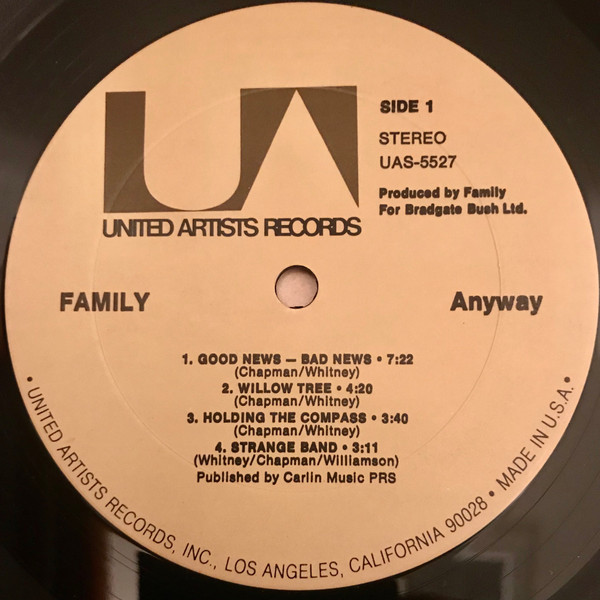 UA
UNITED ARTISTS RECORDS
SIDE 1
STEREO
UAS-5527
Produced by Family
For Bradgate Bush Ltd.
FAMILY
Anyway
1. GOOD NEWS – BAD NEWS • 7:22
(Chapman/Whitney)
2. WILLOW TREE • 4:20
(Chapman/Whitney)
3. HOLDING THE COMPASS • 3:40
(Chapman/Whitney)
4. STRANGE BAND • 3:11
(Whitney/Chapman/Williamson)
Published by Carlin Music PRS
• UNITED ARTISTS RECORDS, INC., LOS ANGELES, CALIFORNIA 90028 • MADE IN U.S.A. •